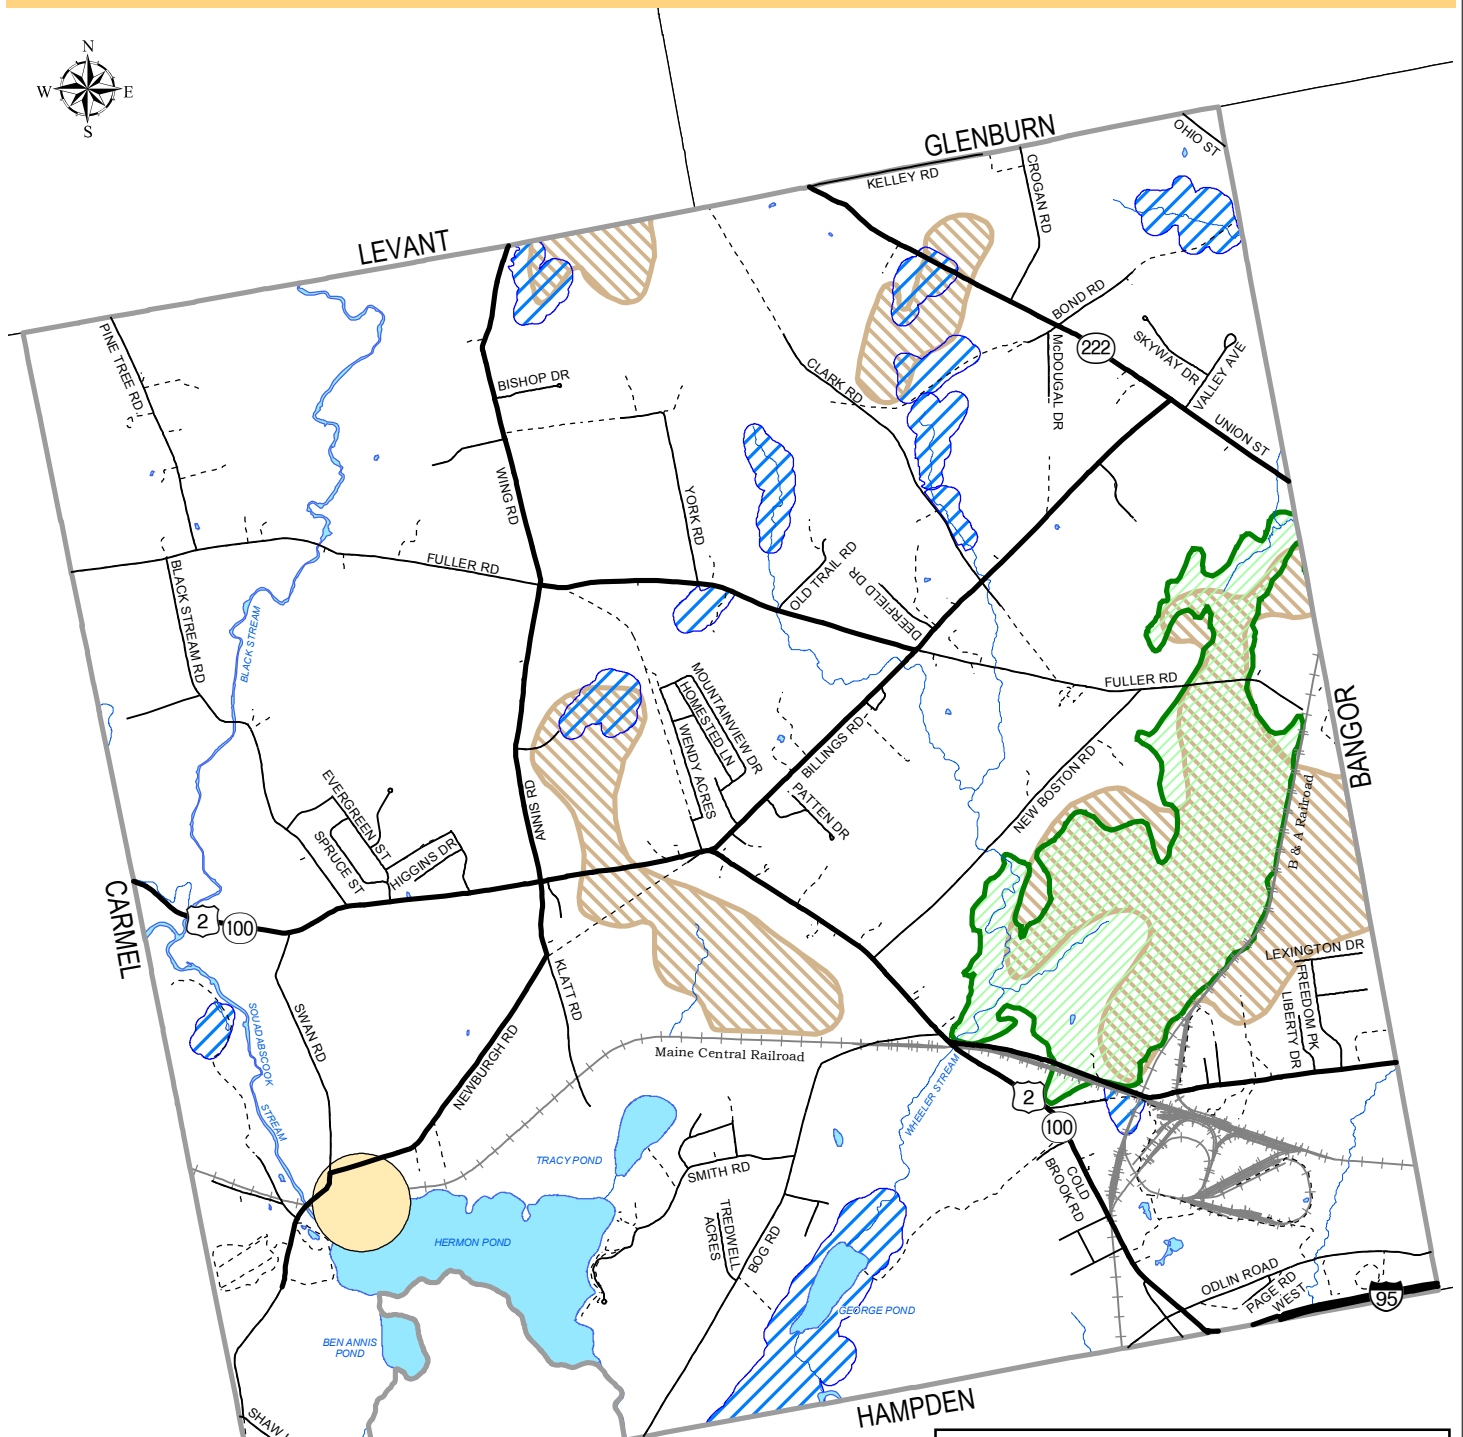 N
W E
S
GLENBURN
OHIO ST
KELLEY RD
CROGAN RD
LEVANT
BOND RD
PINE TREE RD
222
McDOUGAL DR
SKYWAY DR
VALLEY AVE
BISHOP DR
CLARK RD
UNION ST
WING RD
YORK RD
FULLER RD
OLD TRAIL RD
DEERFIELD DR
BLACK STREAM RD
BLACK STREAM
FULLER RD
MOUNTAINVIEW DR
HOMESTED LN
WENDY ACRES
BILLINGS RD
BANGOR
EVERGREEN ST
SPRUCE ST
HIGGINS DR
ANNIS RD
PATTEN DR
NEW BOSTON RD
B & A Railroad
CARMEL
2
100
LEXINGTON DR
FREEDOM PK
LIBERTY DR
KLATT RD
SWAN RD
SOUADABSCOOK
STREAM
NEWBURGH RD
Maine Central Railroad
WHEELER STREAM
2
100
TRACY POND
SMITH RD
COLD
BROOK RD
TREDWELL
ACRES
BOG RD
HERMON POND
ODLIN ROAD
PAGE RD
WEST
95
GEORGE POND
BEN ANNIS
POND
HAMPDEN
SHAW